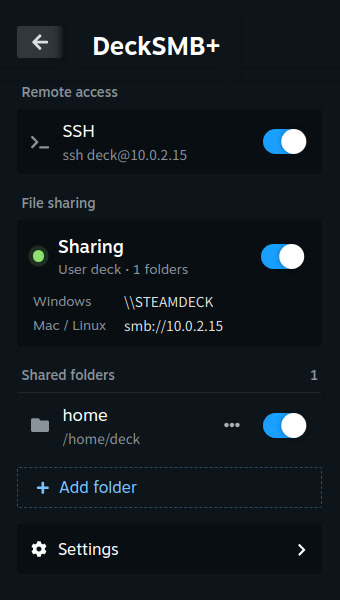 DeckSMB+
Remote access
SSH
ssh deck@10.0.2.15
File sharing
Sharing
User deck · 1 folders
Windows \\STEAMDECK
Mac / Linux smb://10.0.2.15
Shared folders 1
home
/home/deck
+ Add folder
Settings